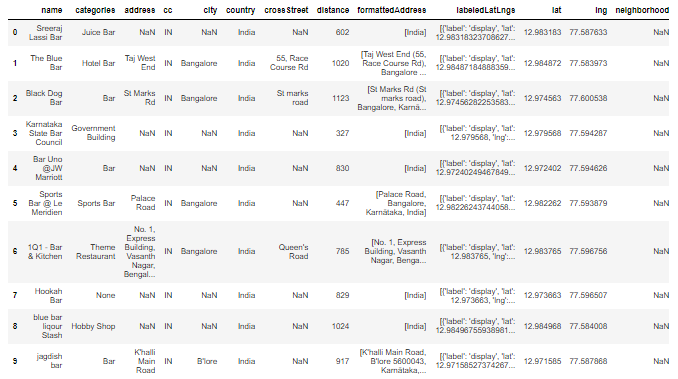 name categories address cc city country crossStreet distance formattedAddress labeledLatLngs lat lng neighborhood
0 Sreeraj Lassi Bar Juice Bar NaN IN NaN India NaN 602 [India] [{'label': 'display', 'lat': 12.98318323708627... 12.983183 77.587633 NaN
1 The Blue Bar Hotel Bar Taj West End IN Bangalore India 55, Race Course Rd 1020 [Taj West End (55, Race Course Rd), Bangalore ... [{'label': 'display', 'lat': 12.98487184888359... 12.984872 77.583973 NaN
2 Black Dog Bar Bar St Marks Rd IN Bangalore India St marks road 1123 [St Marks Rd (St marks road), Bangalore, Karnā... [{'label': 'display', 'lat': 12.97456282253583... 12.974563 77.600538 NaN
3 Karnataka State Bar Council Government Building NaN IN NaN India NaN 327 [India] [{'label': 'display', 'lat': 12.979568, 'lng':... 12.979568 77.594287 NaN
4 Bar Uno @JW Marriott Bar NaN IN NaN India NaN 830 [India] [{'label': 'display', 'lat': 12.97240249467849... 12.972402 77.594626 NaN
5 Sports Bar @ Le Meridien Sports Bar Palace Road IN Bangalore India NaN 447 [Palace Road, Bangalore, Karnātaka, India] [{'label': 'display', 'lat': 12.98226243744058... 12.982262 77.593879 NaN
6 1Q1 - Bar & Kitchen Theme Restaurant No. 1, Express Building, Vasanth Nagar, Bengal... IN Bangalore India Queen's Road 785 [No. 1, Express Building, Vasanth Nagar, Benga... [{'label': 'display', 'lat': 12.983765, 'lng':... 12.983765 77.596756 NaN
7 Hookah Bar None NaN IN NaN India NaN 829 [India] [{'label': 'display', 'lat': 12.973663, 'lng':... 12.973663 77.596507 NaN
8 blue bar liqour Stash Hobby Shop NaN IN NaN India NaN 1024 [India] [{'label': 'display', 'lat': 12.98496755938981... 12.984968 77.584008 NaN
9 jagdish bar Bar K'halli Main Road IN B'lore India NaN 917 [K'halli Main Road, B'lore 5600043, Karnātaka,... [{'label': 'display', 'lat': 12.97158527374267... 12.971585 77.587868 NaN